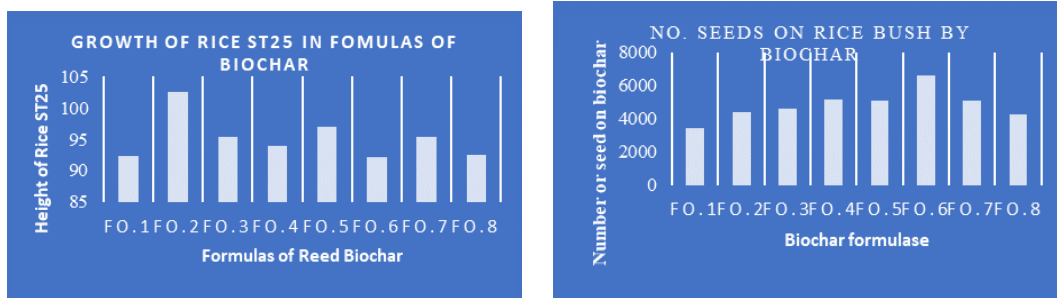 GROWTH OF RICE ST25 IN FOMULAS OF
BIOCHAR
Height of Rice ST25
105
100
95
90
85
FO.1 FO.2 FO.3 FO.4 FO.5 FO.6 FO.7 FO.8
Formulas of Reed Biochar
NO. SEEDS ON RICE BUSH BY
BIOCHAR
Number or seed on biochar
8000
6000
4000
2000
0
FO.1 FO.2 FO.3 FO.4 FO.5 FO.6 FO.7 FO.8
Biochar formulase